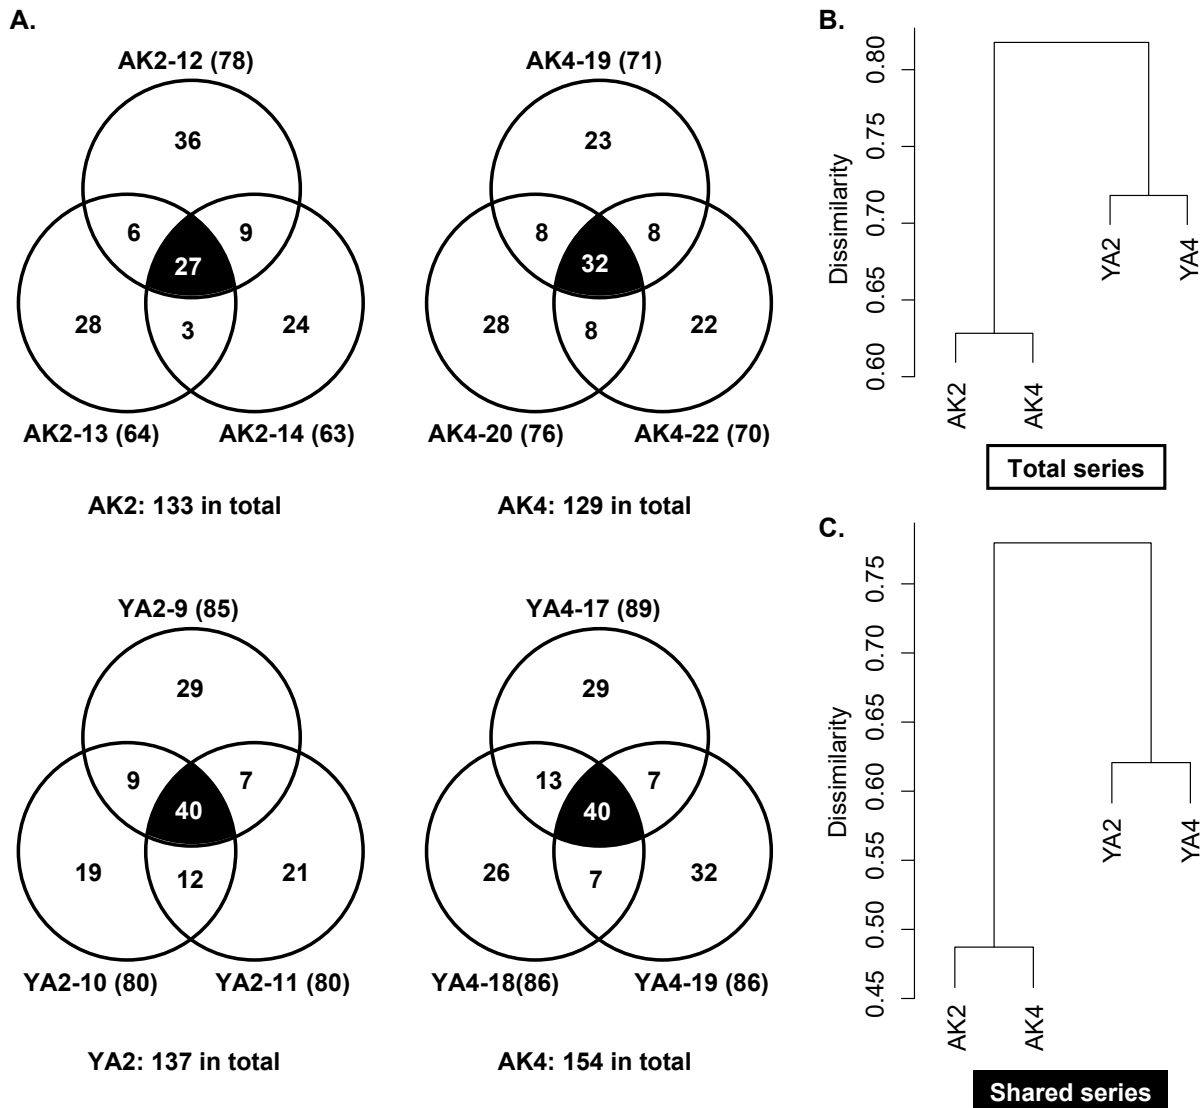 A.
AK2-12 (78)
36
6
9
27
28
3
24
AK2-13 (64)
AK2-14 (63)
AK2: 133 in total
AK4-19 (71)
23
8
8
32
28
8
22
AK4-20 (76)
AK4-22 (70)
AK4: 129 in total
YA2-9 (85)
29
9
7
40
19
12
21
YA2-10 (80)
YA2-11 (80)
YA2: 137 in total
YA4-17 (89)
29
13
7
40
26
7
32
YA4-18(86)
YA4-19 (86)
AK4: 154 in total
B.
Dissimilarity
0.80
0.75
0.70
0.65
0.60
YA2
YA4
AK2
AK4
Total series
C.
Dissimilarity
0.75
0.70
0.65
0.60
0.55
0.50
0.45
YA2
YA4
AK2
AK4
Shared series